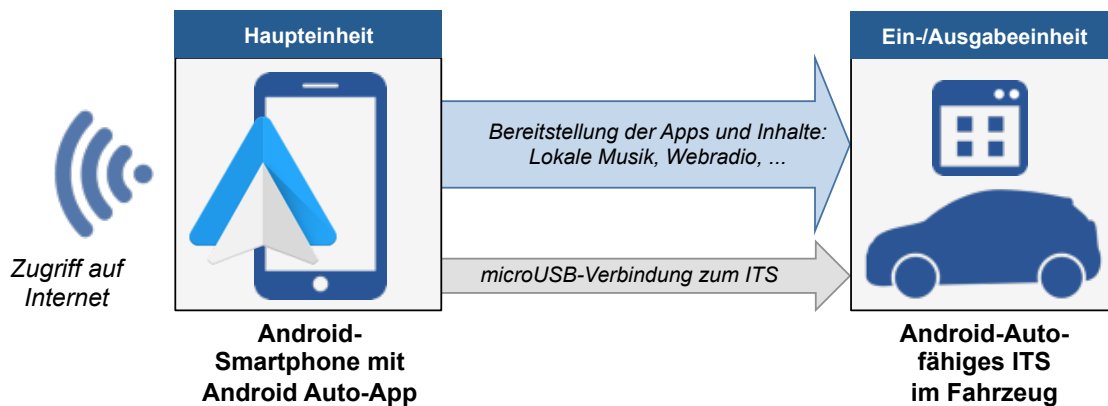 Haupteinheit
Ein-/Ausgabeeinheit
Bereitstellung der Apps und Inhalte:
Lokale Musik, Webradio, ...
Zugriff auf
Internet
microUSB-Verbindung zum ITS
Android-
Smartphone mit
Android Auto-App
Android-Auto-
fähiges ITS
im Fahrzeug